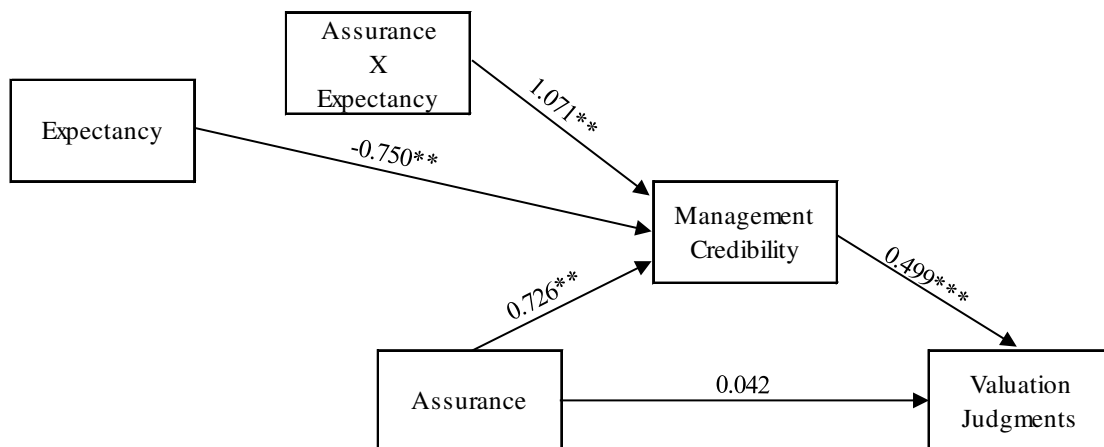 Assurance
X
Expectancy
Expectancy
1.071**
-0.750**
Management
Credibility
0.726**
0.499***
Assurance
0.042
Valuation
Judgments